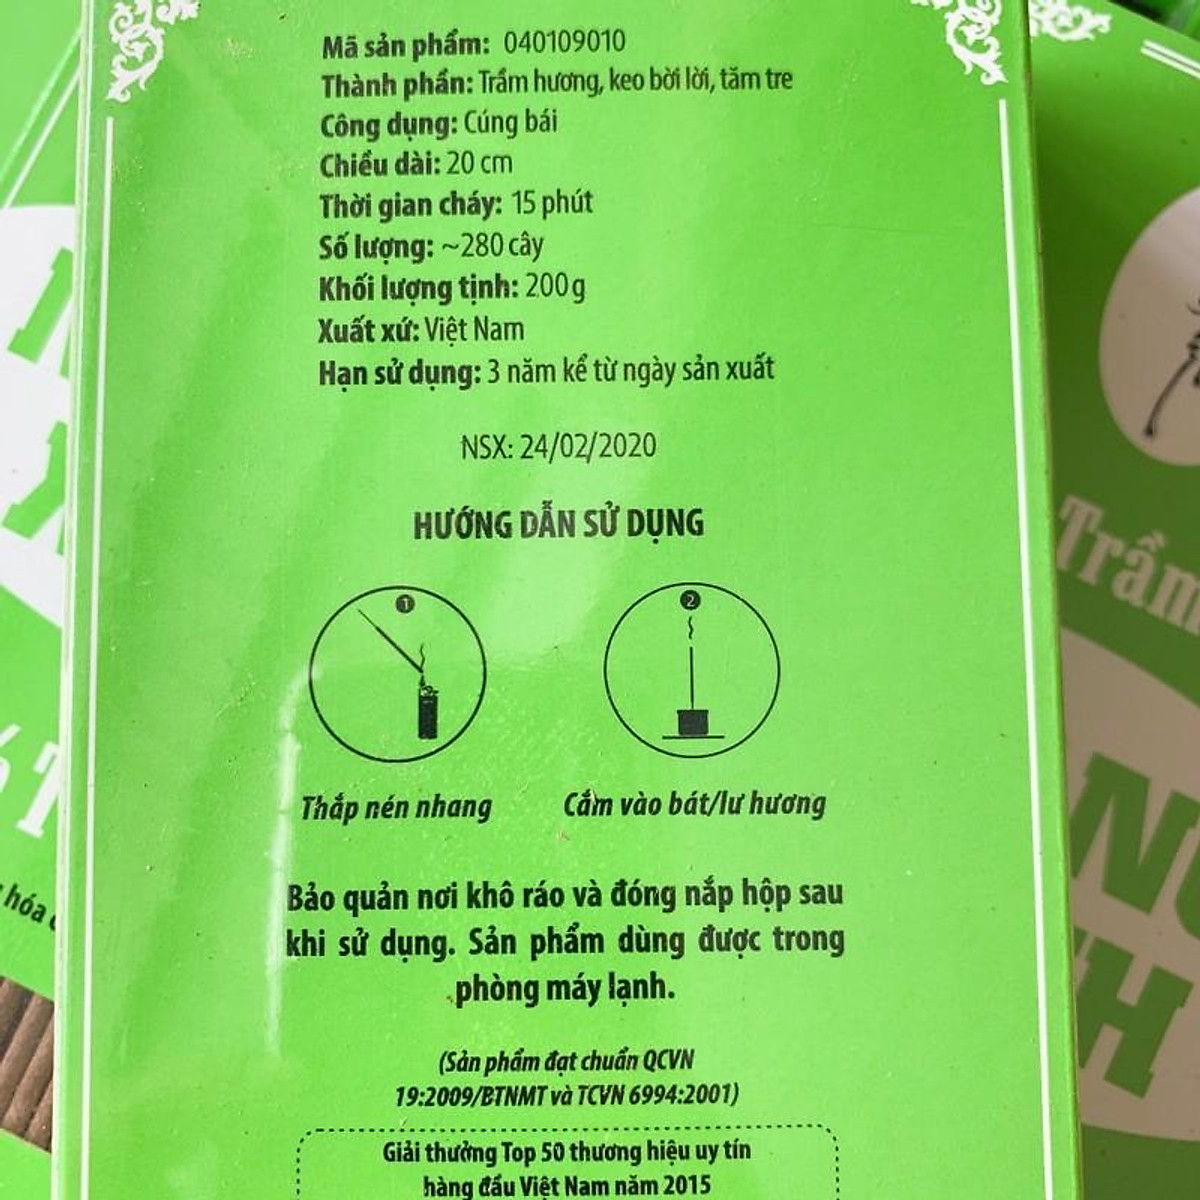 Mã sản phẩm: 040109010
Thành phần: Trầm hương, keo bời lời, tăm tre
Công dụng: Cúng bái
Chiều dài: 20 cm
Thời gian cháy: 15 phút
Số lượng: ~280 cây
Khối lượng tịnh: 200g
Xuất xứ: Việt Nam
Hạn sử dụng: 3 năm kể từ ngày sản xuất
NSX: 24/02/2020
HƯỚNG DẪN SỬ DỤNG
1
2
Thắp nén nhang
Cắm vào bát/lư hương
Bảo quản nơi khô ráo và đóng nắp hộp sau
khi sử dụng. Sản phẩm dùng được trong
phòng máy lạnh.
(Sản phẩm đạt chuẩn QCVN
19:2009/BTNMT và TCVN 6994:2001)
Giải thưởng Top 50 thương hiệu uy tín
hàng đầu Việt Nam năm 2015
Trầm
hóa